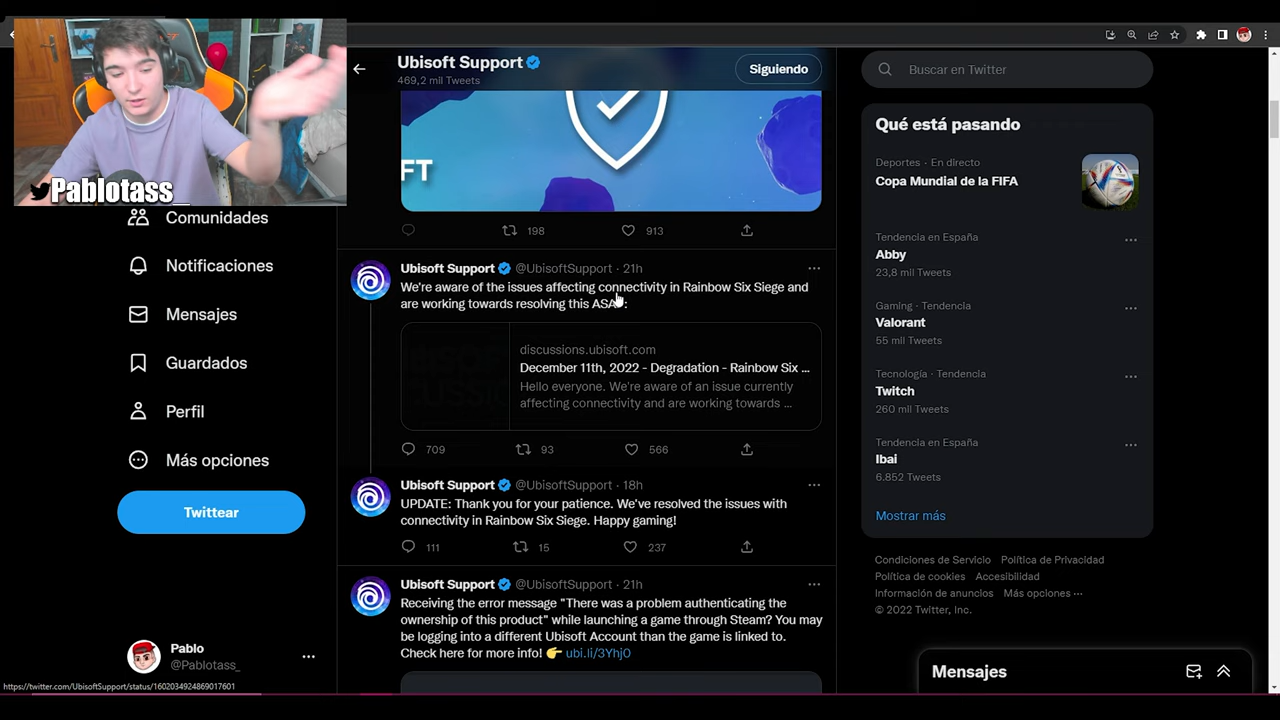 Ubisoft Support
469,2 mil Tweets
Siguiendo
Buscar en Twitter
Pablotass_
FT
198
913
Comunidades
Notificaciones
Mensajes
Guardados
Perfil
Más opciones
Twittear
Pablo
@Pablotass_
Ubisoft Support @UbisoftSupport · 21h
We're aware of the issues affecting connectivity in Rainbow Six Siege and
are working towards resolving this ASAP:
discussions.ubisoft.com
December 11th, 2022 - Degradation - Rainbow Six ...
Hello everyone. We're aware of an issue currently
affecting connectivity and are working towards ...
709
93
566
Ubisoft Support @UbisoftSupport · 18h
UPDATE: Thank you for your patience. We've resolved the issues with
connectivity in Rainbow Six Siege. Happy gaming!
111
15
237
Ubisoft Support @UbisoftSupport · 21h
Receiving the error message "There was a problem authenticating the
ownership of this product" while launching a game through Steam? You may
be logging into a different Ubisoft Account than the game is linked to.
Check here for more info! 👉 ubi.li/3YhjO
Qué está pasando
Deportes · En directo
Copa Mundial de la FIFA
Tendencia en España
Abby
23,8 mil Tweets
Gaming · Tendencia
Valorant
55 mil Tweets
Tecnología · Tendencia
Twitch
260 mil Tweets
Tendencia en España
Ibai
6.852 Tweets
Mostrar más
Condiciones de Servicio Política de Privacidad
Política de cookies Accesibilidad
Información de anuncios Más opciones ···
© 2022 Twitter, Inc.
Mensajes
https://twitter.com/UbisoftSupport/status/1602034924869017601